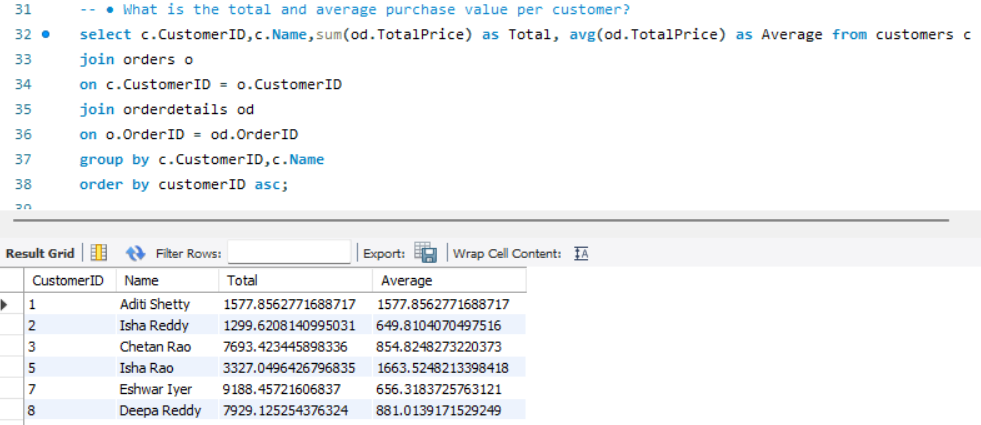 31 -- • What is the total and average purchase value per customer?
32 select c.CustomerID,c.Name,sum(od.TotalPrice) as Total, avg(od.TotalPrice) as Average from customers c
33 join orders o
34 on c.CustomerID = o.CustomerID
35 join orderdetails od
36 on o.OrderID = od.OrderID
37 group by c.CustomerID,c.Name
38 order by customerID asc;
39
Result Grid Filter Rows: Export: Wrap Cell Content:
CustomerID Name Total Average
1 Aditi Shetty 1577.8562771688717 1577.8562771688717
2 Isha Reddy 1299.6208140995031 649.8104070497516
3 Chetan Rao 7693.423445898336 854.8248273220373
5 Isha Rao 3327.0496426796835 1663.5248213398418
7 Eshwar Iyer 9188.45721606837 656.3183725763121
8 Deepa Reddy 7929.125254376324 881.0139171529249